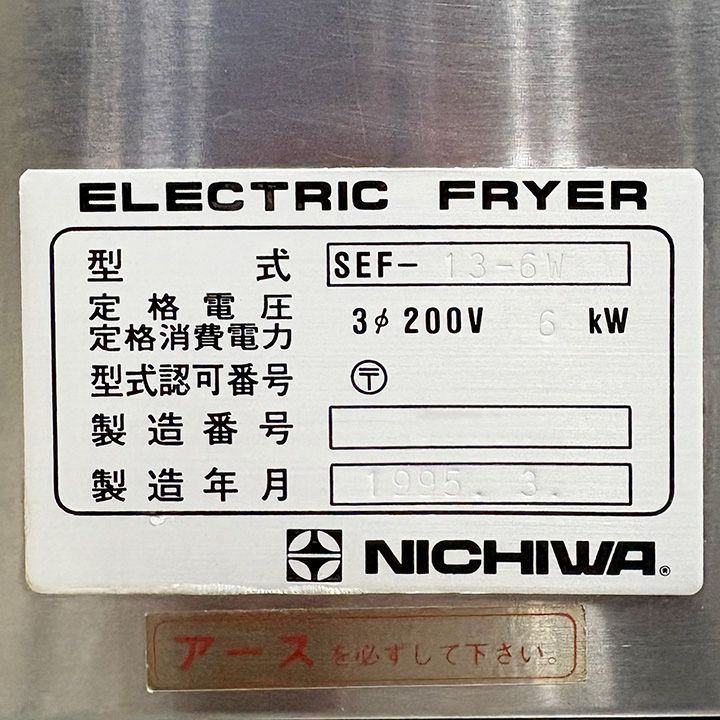 ELECTRIC FRYER
型式 SEF- 13-6W
定格電圧
定格消費電力 3φ 200V 6 kW
型式認可番号 〶
製造番号
製造年月 1995. 3.
NICHIWA®
アースを必ずして下さい。